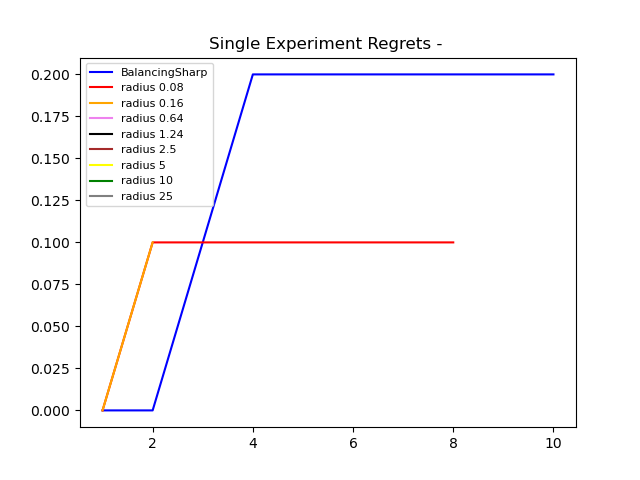 Single Experiment Regrets -
BalancingSharp
radius 0.08
radius 0.16
radius 0.64
radius 1.24
radius 2.5
radius 5
radius 10
radius 25
0.200
0.175
0.150
0.125
0.100
0.075
0.050
0.025
0.000
2 4 6 8 10